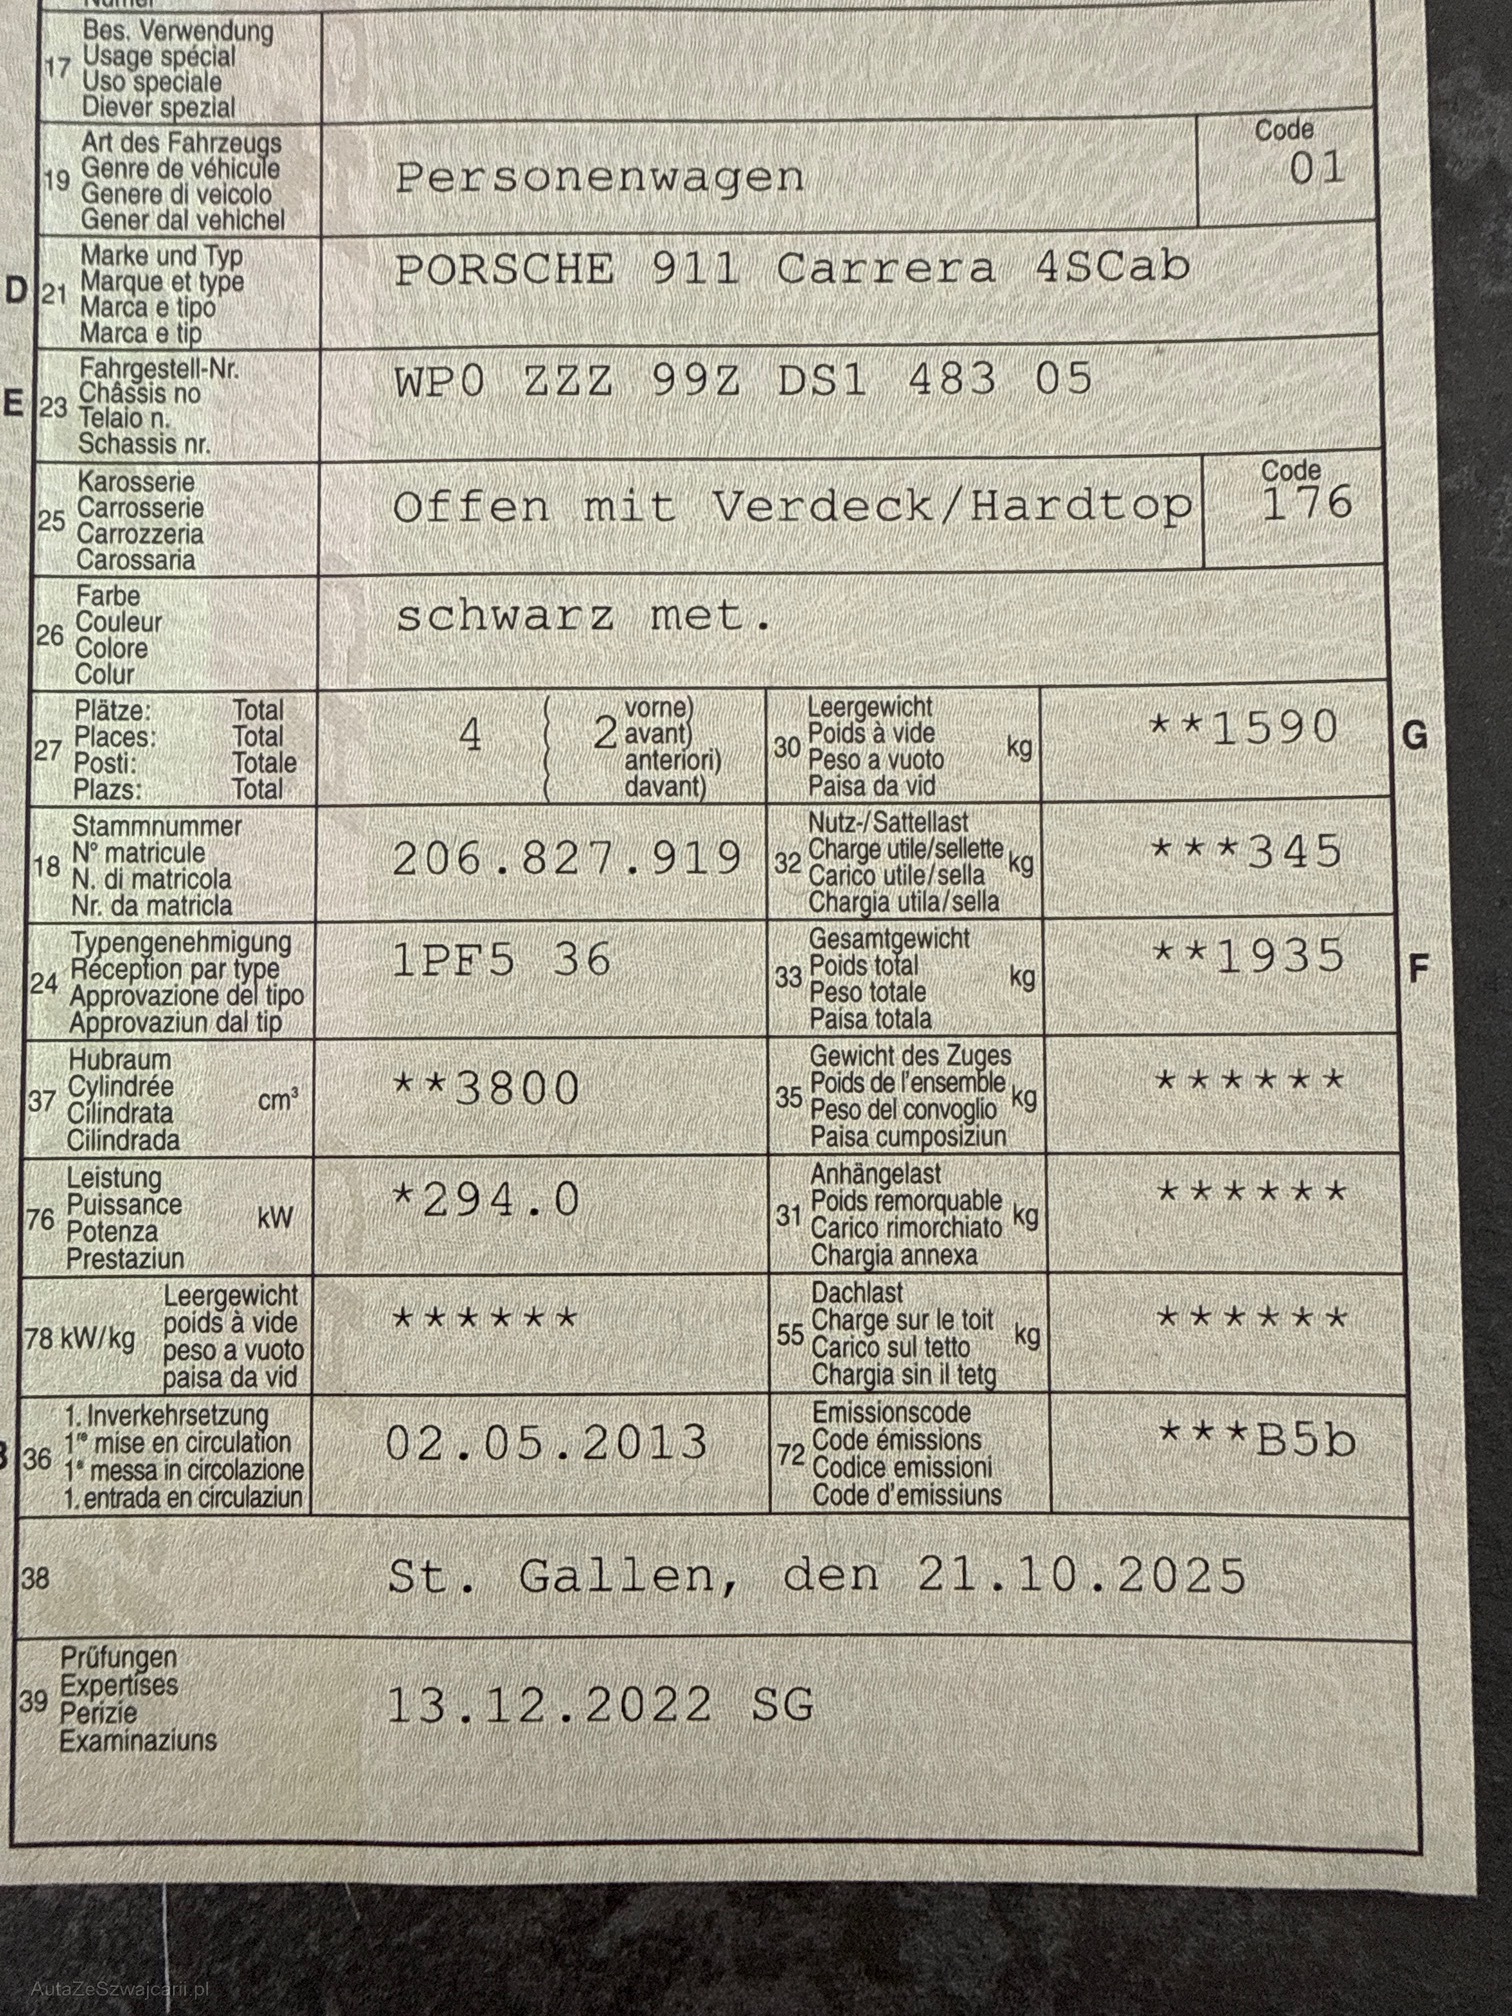 17 Bes. Verwendung
Usage spécial
Uso speciale
Diever spezial
19 Art des Fahrzeugs
Genre de véhicule
Genere di veicolo
Gener dal vehichel
Personenwagen
Code
01
D 21 Marke und Typ
Marque et type
Marca e tipo
Marca e tip
PORSCHE 911 Carrera 4SCab
E 23 Fahrgestell-Nr.
Châssis no
Telaio n.
Schassis nr.
WP0 ZZZ 99Z DS1 483 05
25 Karosserie
Carrosserie
Carrozzeria
Carossaria
Offen mit Verdeck/Hardtop
Code
176
26 Farbe
Couleur
Colore
Colur
schwarz met.
27 Plätze: Total
Places: Total
Posti: Totale
Plazs: Total
4 ( 2 vorne)
( avant)
( anteriori)
( davant)
30 Leergewicht
Poids à vide
Peso a vuoto
Paisa da vid
kg
**1590
G
18 Stammnummer
N° matricule
N. di matricola
Nr. da matricla
206.827.919
32 Nutz-/Sattellast
Charge utile/sellette
Carico utile/sella
Chargia utila/sella
kg
***345
24 Typengenehmigung
Réception par type
Approvazione del tipo
Approvaziun dal tip
1PF5 36
33 Gesamtgewicht
Poids total
Peso totale
Paisa totala
kg
**1935
F
37 Hubraum
Cylindrée
Cilindrata
Cilindrada
cm³
**3800
35 Gewicht des Zuges
Poids de l'ensemble
Peso del convoglio
Paisa cumposiziun
kg
******
76 Leistung
Puissance
Potenza
Prestaziun
kW
*294.0
31 Anhängelast
Poids remorquable
Carico rimorchiato
Chargia annexa
kg
******
78 kW/kg
Leergewicht
poids à vide
peso a vuoto
paisa da vid
******
55 Dachlast
Charge sur le toit
Carico sul tetto
Chargia sin il tetg
kg
******
36 1. Inverkehrsetzung
1re mise en circulation
1a messa in circolazione
1. entrada en circulaziun
02.05.2013
72 Emissionscode
Code émissions
Codice emissioni
Code d'emissiuns
***B5b
38 St. Gallen, den 21.10.2025
39 Prüfungen
Expertises
Perizie
Examinaziuns
13.12.2022 SG
AutaZeSzwajcarii.pl